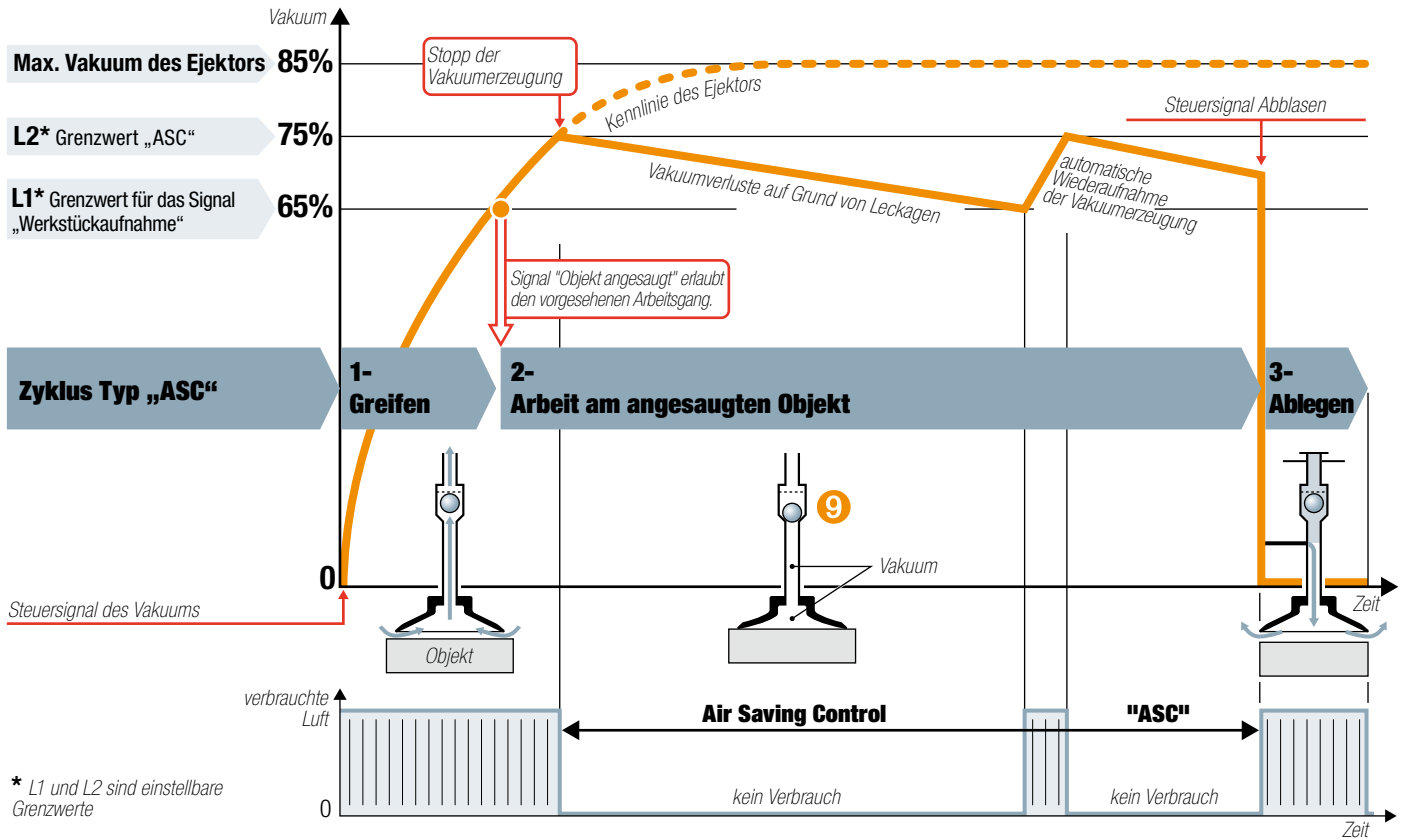 Vakuum
Max. Vakuum des Ejektors 85%
Stopp der
Vakuumerzeugung
Kennlinie des Ejektors
Steuersignal Abblasen
L2* Grenzwert „ASC“ 75%
L1* Grenzwert für das Signal
„Werkstückaufnahme“
65%
Vakuumverluste auf Grund von Leckagen
automatische
Wiederaufnahme
der Vakuumerzeugung
Signal "Objekt angesaugt" erlaubt
den vorgesehenen Arbeitsgang.
Zyklus Typ „ASC“
1-
Greifen
2-
Arbeit am angesaugten Objekt
3-
Ablegen
9
Vakuum
0
Zeit
Steuersignal des Vakuums
Objekt
verbrauchte
Luft
Air Saving Control
"ASC"
* L1 und L2 sind einstellbare
Grenzwerte
0
kein Verbrauch
kein Verbrauch
Zeit